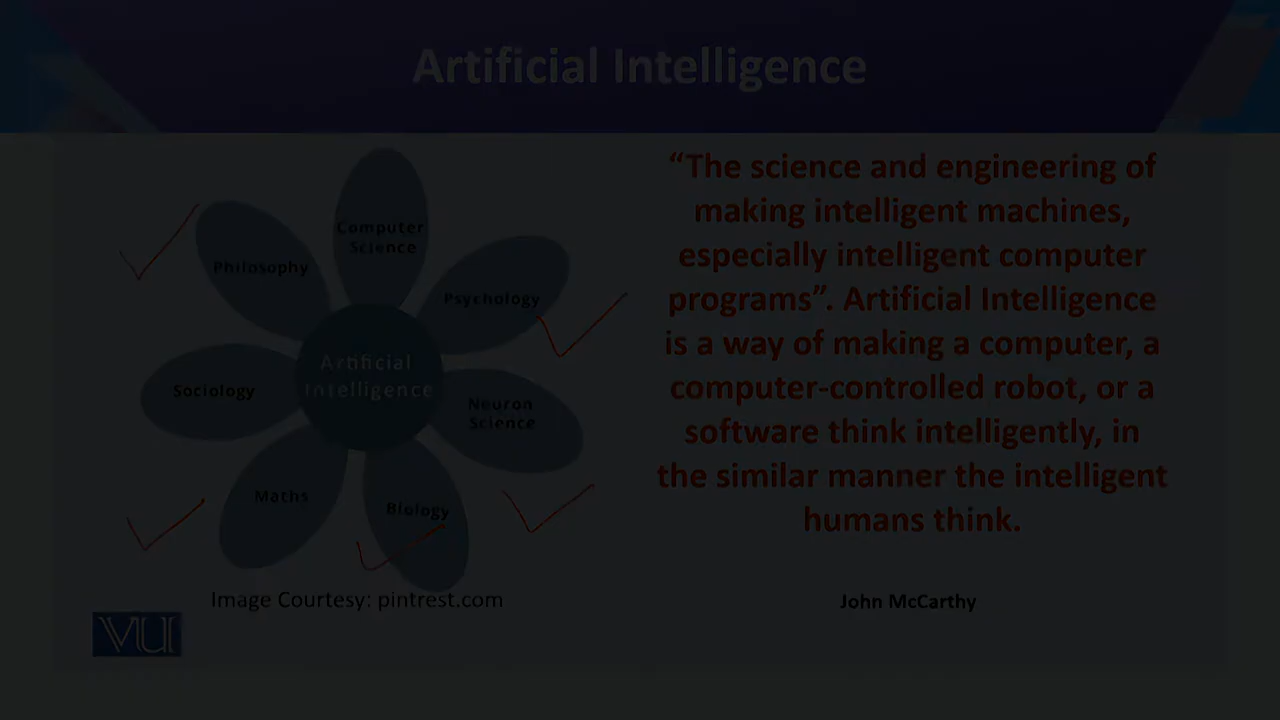 Artificial Intelligence
Computer
Science
Philosophy
Psychology
Artificial
Intelligence
Sociology
Neuron
Science
Maths
Biology
Image Courtesy: pintrest.com
VU
“The science and engineering of
making intelligent machines,
especially intelligent computer
programs”. Artificial Intelligence
is a way of making a computer, a
computer-controlled robot, or a
software think intelligently, in
the similar manner the intelligent
humans think.
John McCarthy